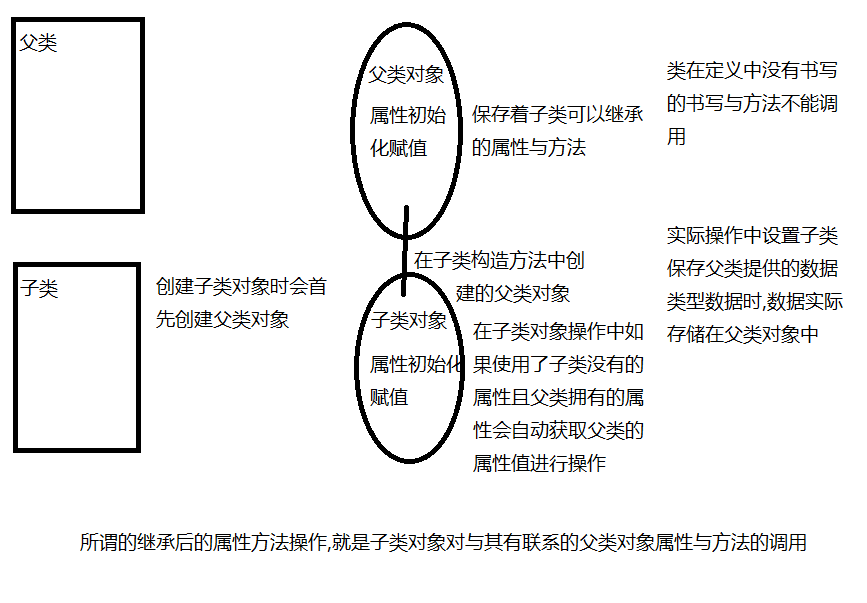 父类
父类对象
属性初始
化赋值
保存着子类可以继承
的属性与方法
类在定义中没有书写
的书写与方法不能调
用
子类
创建子类对象时会首
先创建父类对象
在子类构造方法中创
建的父类对象
子类对象
属性初始化
赋值
在子类对象操作中如
果使用了子类没有的
属性且父类拥有的属
性会自动获取父类的
属性值进行操作
实际操作中设置子类
保存父类提供的数据
类型数据时,数据实际
存储在父类对象中
所谓的继承后的属性方法操作,就是子类对象对与其有联系的父类对象属性与方法的调用